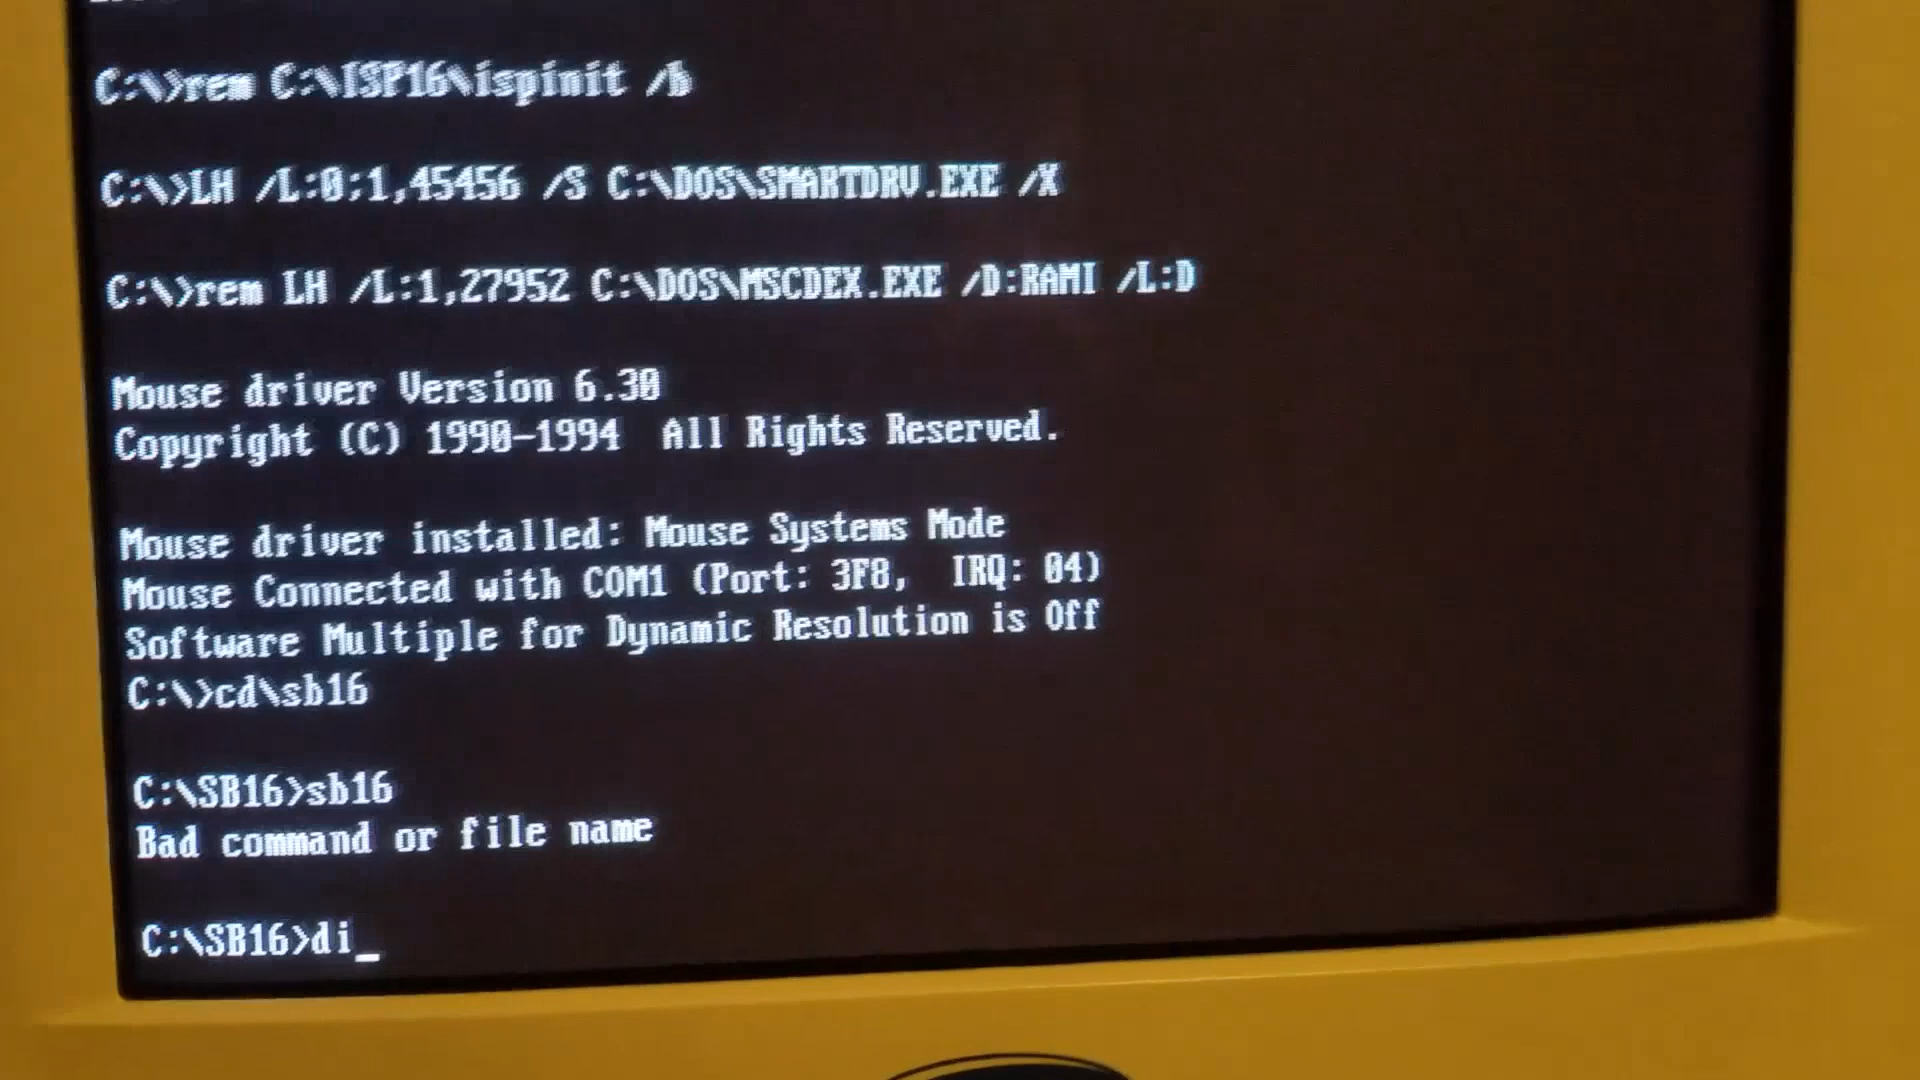 C:\>rem C:\ISP16\ispinit /b
C:\>LH /L:0;1,45456 /S C:\DOS\SMARTDRV.EXE /X
C:\>rem LH /L:1,27952 C:\DOS\MSCDEX.EXE /D:RAMI /L:D
Mouse driver Version 6.30
Copyright (C) 1990-1994  All Rights Reserved.
Mouse driver installed: Mouse Systems Mode
Mouse Connected with COM1 (Port: 3F8,  IRQ: 04)
Software Multiple for Dynamic Resolution is Off
C:\>cd\sb16
C:\SB16>sb16
Bad command or file name
C:\SB16>di_